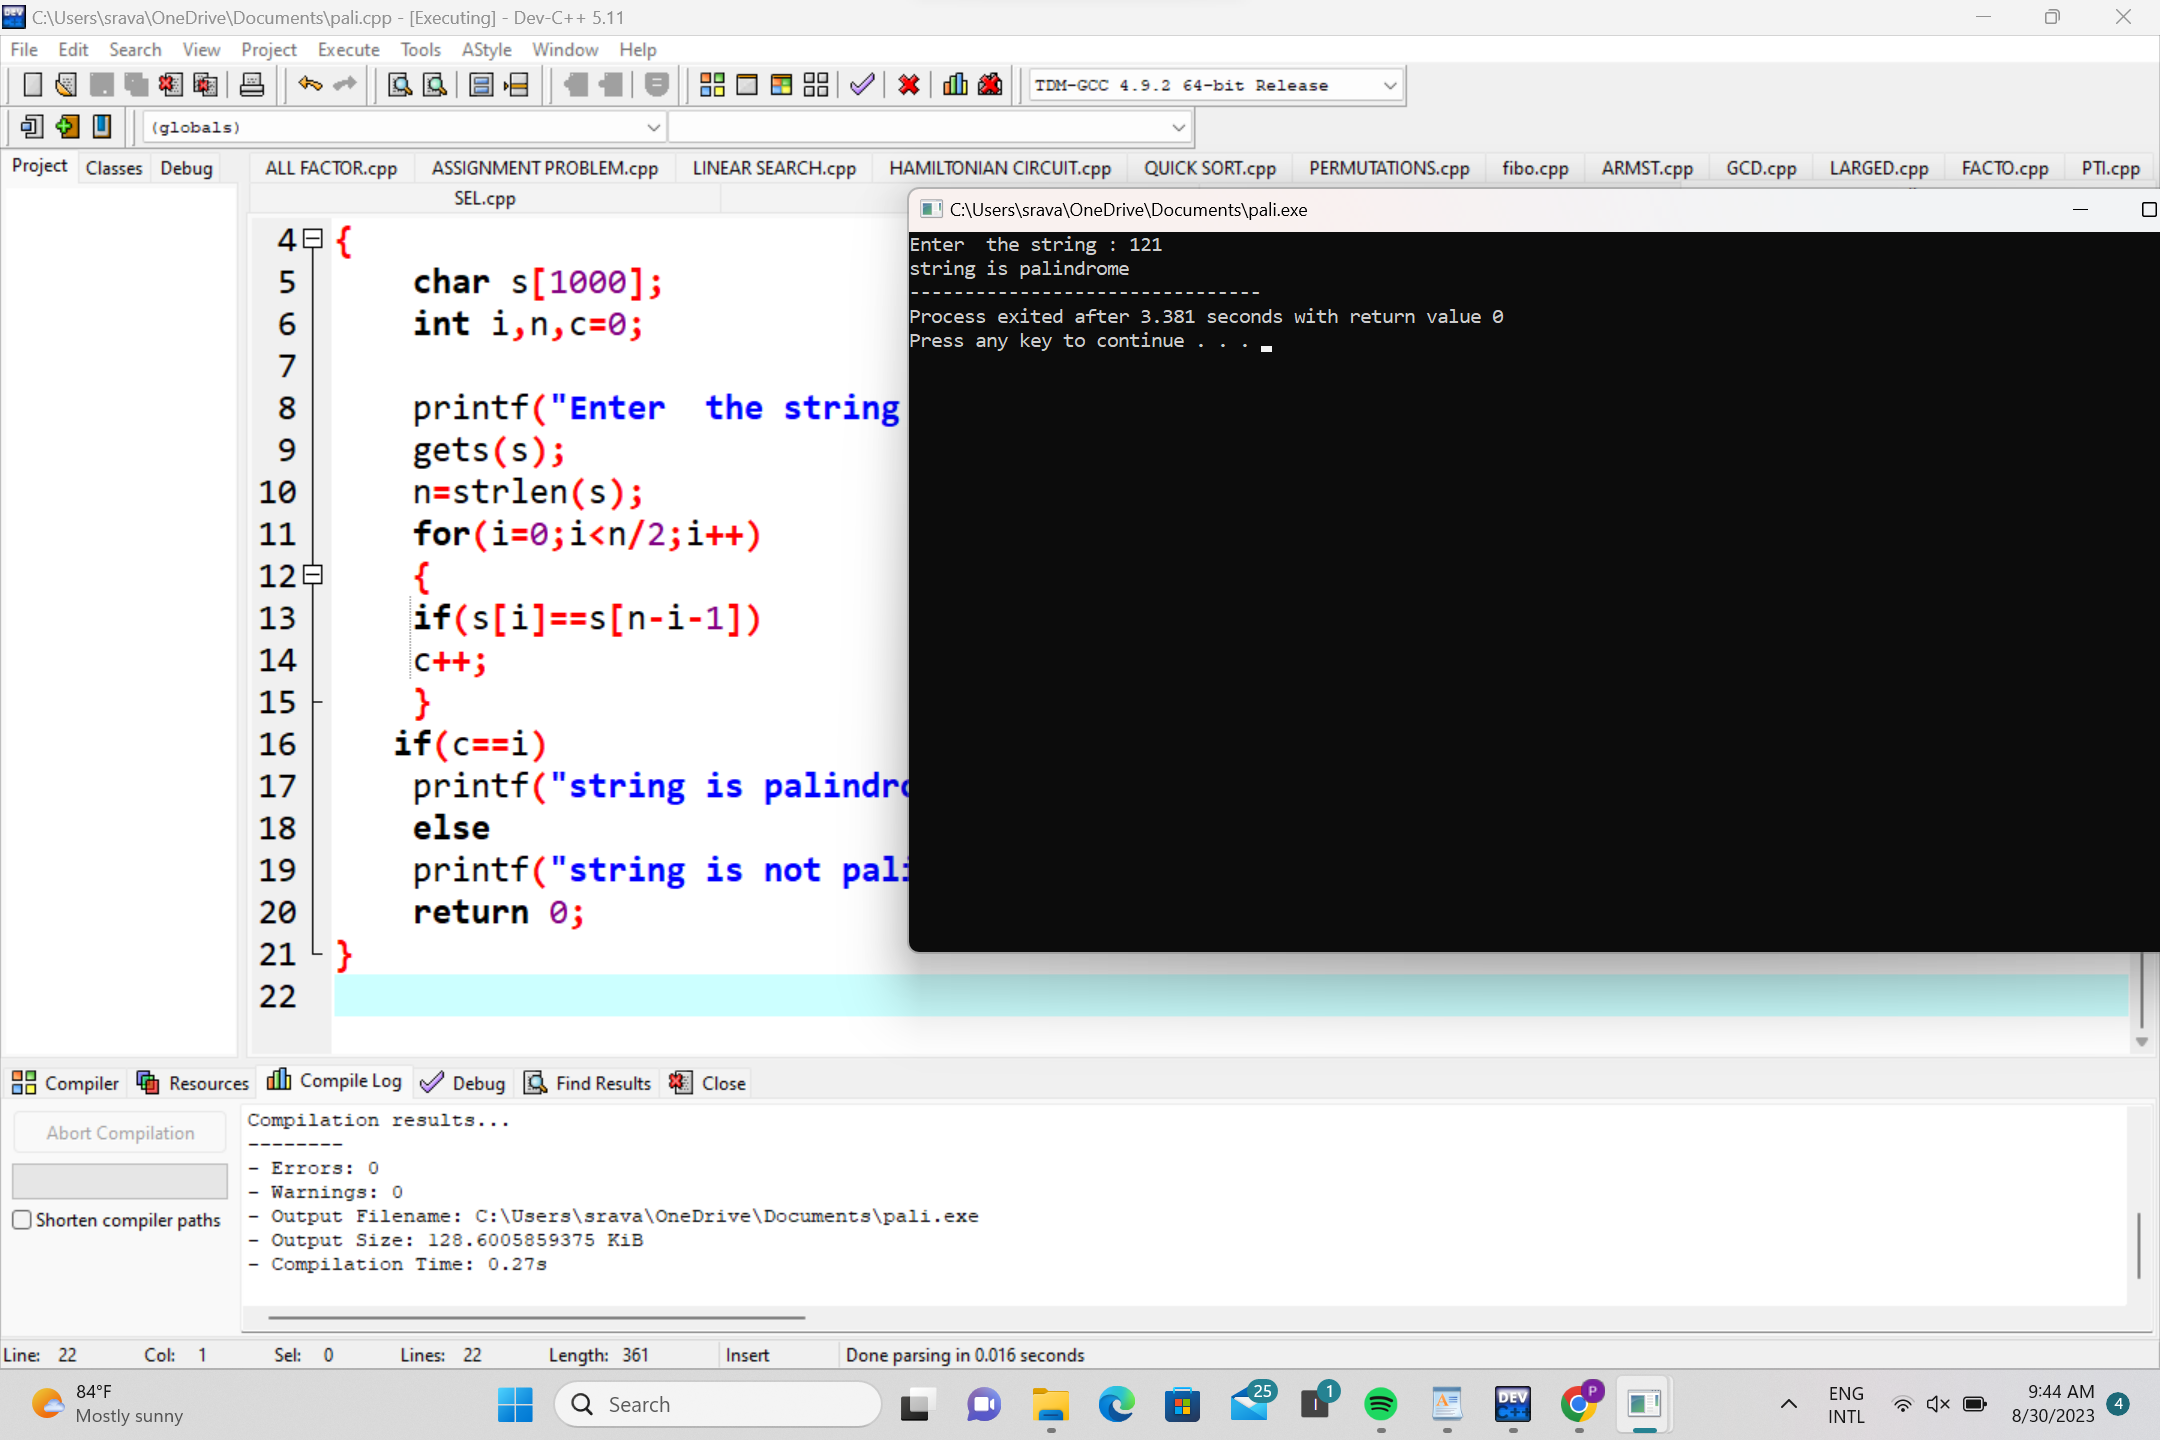 C:\Users\srava\OneDrive\Documents\pali.cpp - [Executing] - Dev-C++ 5.11
File Edit Search View Project Execute Tools AStyle Window Help
TDM-GCC 4.9.2 64-bit Release
(globals)
Project Classes Debug
ALL FACTOR.cpp ASSIGNMENT PROBLEM.cpp LINEAR SEARCH.cpp HAMILTONIAN CIRCUIT.cpp QUICK SORT.cpp PERMUTATIONS.cpp fibo.cpp ARMST.cpp GCD.cpp LARGED.cpp FACTO.cpp PTI.cpp
SEL.cpp
4 {
5 char s[1000];
6 int i,n,c=0;
7
8 printf("Enter  the string
9 gets(s);
10 n=strlen(s);
11 for(i=0;i<n/2;i++)
12 {
13 if(s[i]==s[n-i-1])
14 c++;
15 }
16 if(c==i)
17 printf("string is palindro
18 else
19 printf("string is not pali
20 return 0;
21 }
22
C:\Users\srava\OneDrive\Documents\pali.exe
Enter  the string : 121
string is palindrome
--------------------------------
Process exited after 3.381 seconds with return value 0
Press any key to continue . . .
Compiler Resources Compile Log Debug Find Results Close
Abort Compilation
Shorten compiler paths
Compilation results...
--------
- Errors: 0
- Warnings: 0
- Output Filename: C:\Users\srava\OneDrive\Documents\pali.exe
- Output Size: 128.6005859375 KiB
- Compilation Time: 0.27s
Line: 22 Col: 1 Sel: 0 Lines: 22 Length: 361 Insert Done parsing in 0.016 seconds
84°F
Mostly sunny
Search
DEV
C++
25
1
P
ENG
INTL
9:44 AM
8/30/2023
4